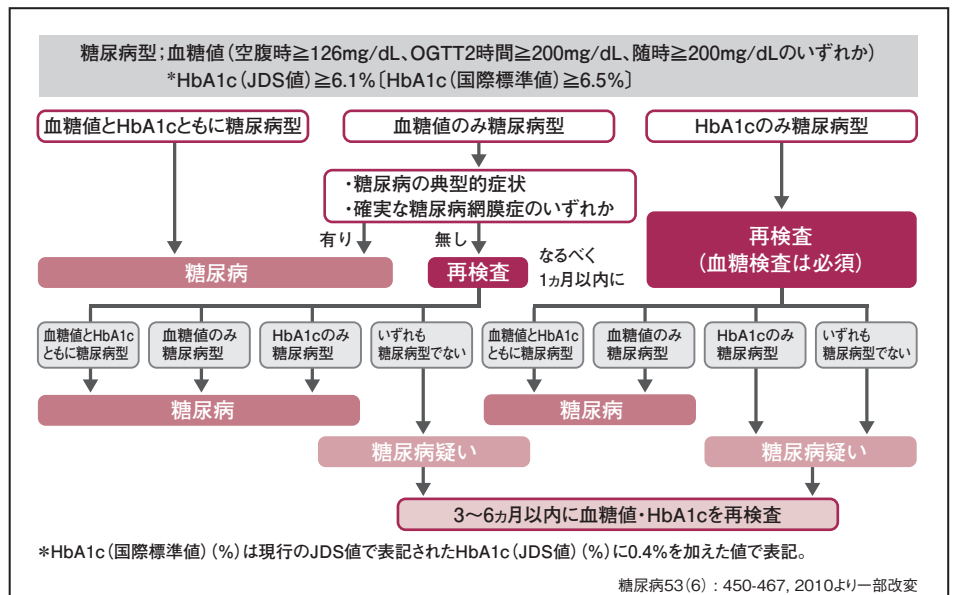 糖尿病型；血糖値（空腹時≧126mg/dL、OGTT2時間≧200mg/dL、随時≧200mg/dLのいずれか）
*HbA1c（JDS値）≧6.1%〔HbA1c（国際標準値）≧6.5%〕
血糖値とHbA1cともに糖尿病型
血糖値のみ糖尿病型
HbA1cのみ糖尿病型
・糖尿病の典型的症状
・確実な糖尿病網膜症のいずれか
有り
無し
糖尿病
再検査
なるべく
1ヵ月以内に
再検査
（血糖検査は必須）
血糖値とHbA1c
ともに糖尿病型
血糖値のみ
糖尿病型
HbA1cのみ
糖尿病型
いずれも
糖尿病型でない
血糖値とHbA1c
ともに糖尿病型
血糖値のみ
糖尿病型
HbA1cのみ
糖尿病型
いずれも
糖尿病型でない
糖尿病
糖尿病
糖尿病疑い
糖尿病疑い
3〜6ヵ月以内に血糖値・HbA1cを再検査
＊HbA1c（国際標準値）（%）は現行のJDS値で表記されたHbA1c（JDS値）（%）に0.4%を加えた値で表記。
糖尿病53（6）：450-467, 2010より一部改変